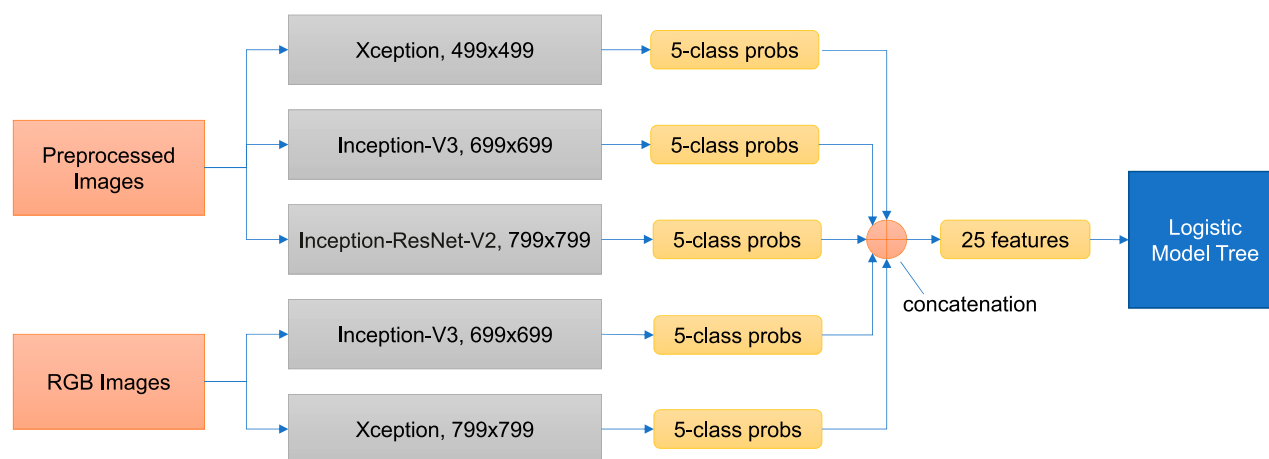 Preprocessed
Images
RGB Images
Xception, 499x499
Inception-V3, 699x699
Inception-ResNet-V2, 799x799
Inception-V3, 699x699
Xception, 799x799
5-class probs
5-class probs
5-class probs
5-class probs
5-class probs
concatenation
25 features
Logistic
Model Tree